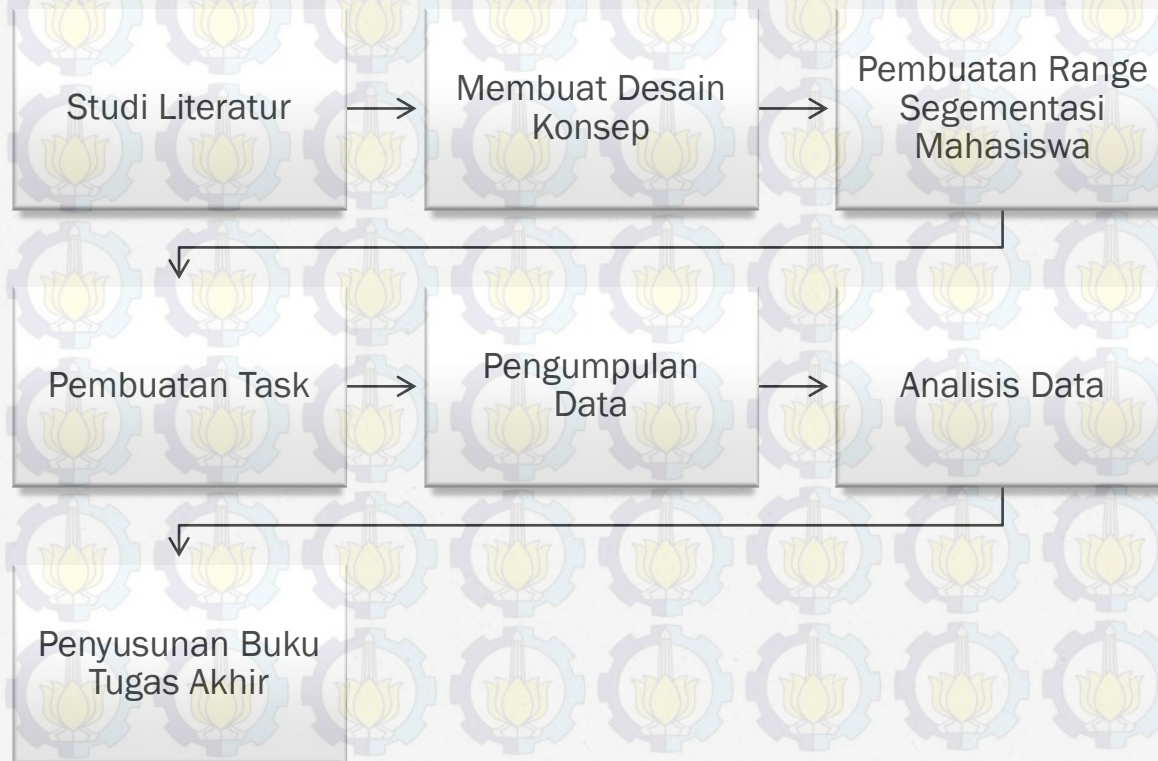 Studi Literatur
Membuat Desain
Konsep
Pembuatan Range
Segementasi
Mahasiswa
Pembuatan Task
Pengumpulan
Data
Analisis Data
Penyusunan Buku
Tugas Akhir